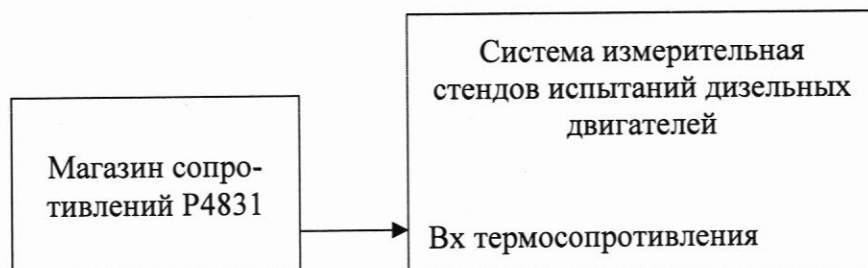 Система измерительная
стендов испытаний дизельных
двигателей
Магазин сопро-
тивлений Р4831
Вх термосопротивления